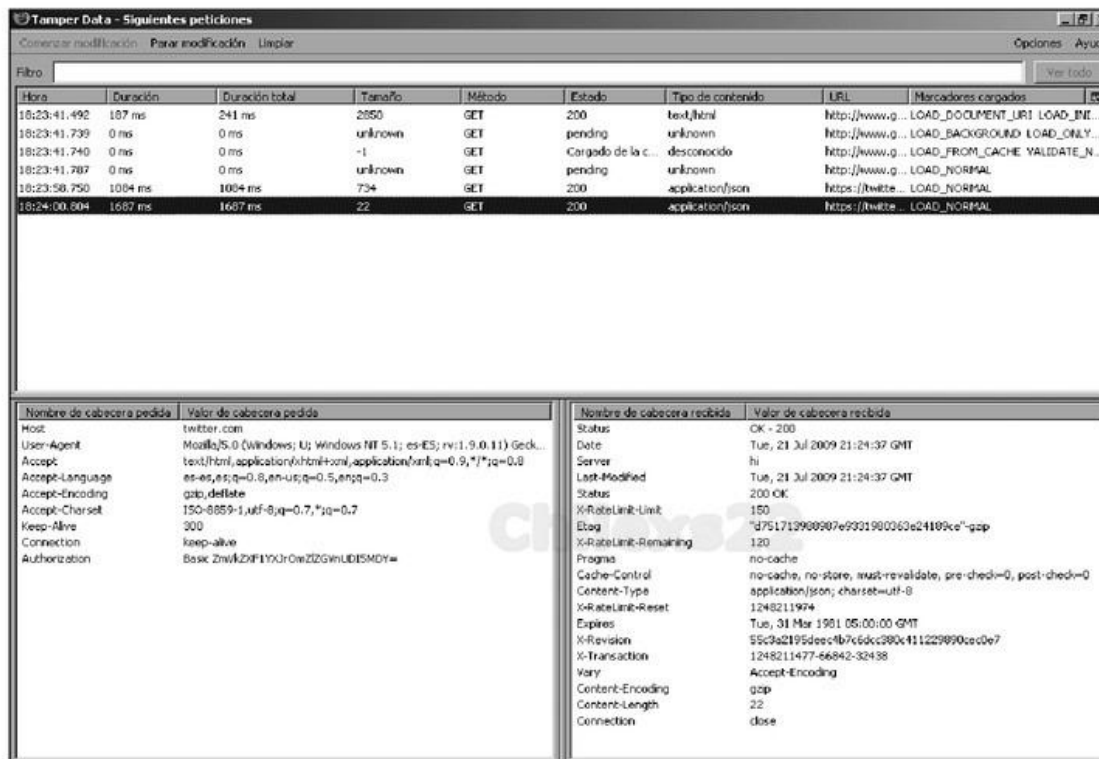 Tamper Data - Siguientes peticiones
Comenzar modificación Parar modificación Limpiar Opciones Ayu
Filtro Ver todo
Hora Duración Duración total Tamaño Método Estado Tipo de contenido URL Marcadores cargados
18:23:41.492 187 ms 241 ms 2850 GET 200 text/html http://www.g... LOAD_DOCUMENT_URI LOAD_INI...
18:23:41.739 0 ms 0 ms unknown GET pending unknown http://www.g... LOAD_BACKGROUND LOAD_ONLY...
18:23:41.740 0 ms 0 ms -1 GET Cargado de la c... desconocido http://www.g... LOAD_FROM_CACHE VALIDATE_N...
18:23:41.787 0 ms 0 ms unknown GET pending unknown http://www.g... LOAD_NORMAL
18:23:58.750 1084 ms 1084 ms 734 GET 200 application/json https://twitte... LOAD_NORMAL
18:24:00.804 1687 ms 1687 ms 22 GET 200 application/json https://twitte... LOAD_NORMAL
Nombre de cabecera pedida Valor de cabecera pedida
Host twitter.com
User-Agent Mozilla/5.0 (Windows; U; Windows NT 5.1; es-ES; rv:1.9.0.11) Geck...
Accept text/html,application/xhtml+xml,application/xml;q=0.9,*/*;q=0.8
Accept-Language es-es,es;q=0.8,en-us;q=0.5,en;q=0.3
Accept-Encoding gzip,deflate
Accept-Charset ISO-8859-1,utf-8;q=0.7,*;q=0.7
Keep-Alive 300
Connection keep-alive
Authorization Basic
Nombre de cabecera recibida Valor de cabecera recibida
Status OK - 200
Date Tue, 21 Jul 2009 21:24:37 GMT
Server hi
Last-Modified Tue, 21 Jul 2009 21:24:37 GMT
Status 200 OK
X-RateLimit-Limit 150
Etag "d751713988987e9331980363e24189ce"-gzip
X-RateLimit-Remaining 120
Pragma no-cache
Cache-Control no-cache, no-store, must-revalidate, pre-check=0, post-check=0
Content-Type application/json; charset=utf-8
X-RateLimit-Reset 1248211974
Expires Tue, 31 Mar 1981 05:00:00 GMT
X-Revision 55c3a2195deec4b7c6dcc380c411229890cec0e7
X-Transaction 1248211477-66842-32438
Vary Accept-Encoding
Content-Encoding gzip
Content-Length 22
Connection close